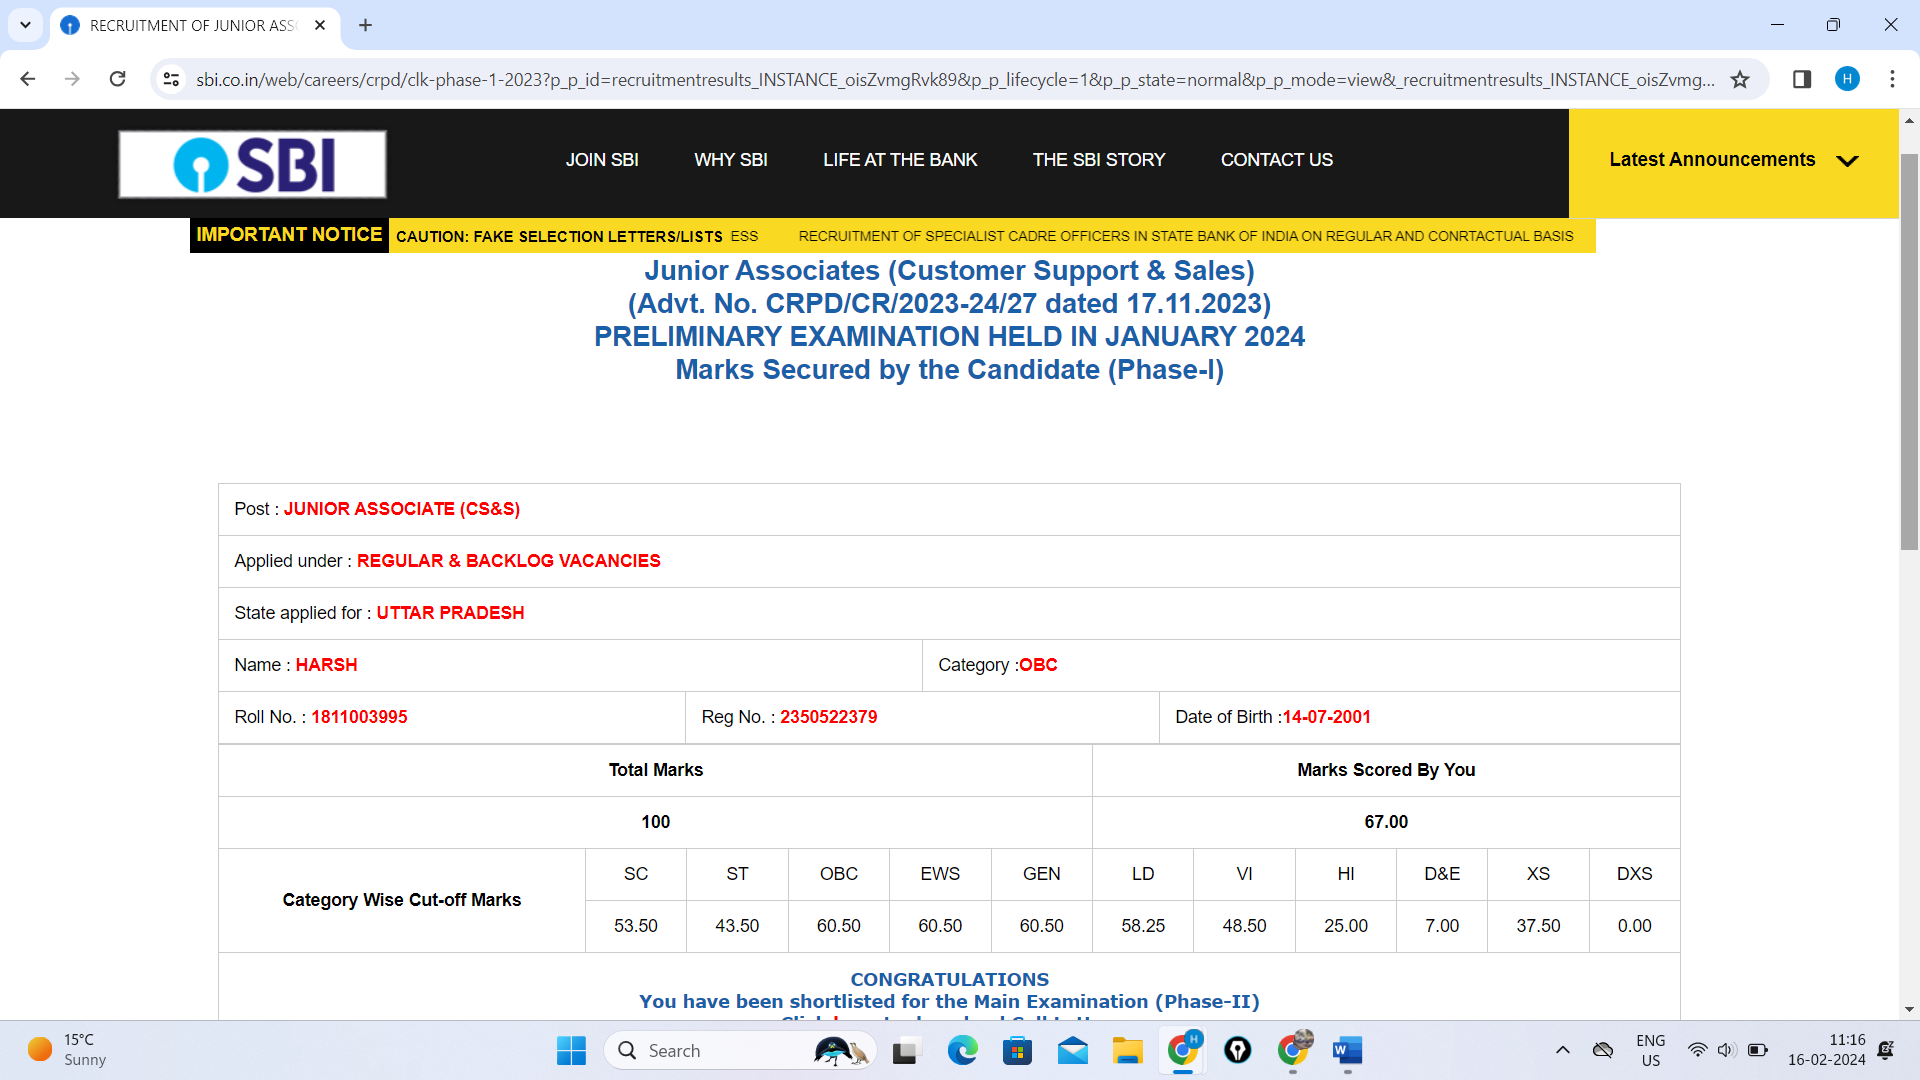 RECRUITMENT OF JUNIOR ASSO
sbi.co.in/web/careers/crpd/clk-phase-1-2023?p_p_id=recruitmentresults_INSTANCE_oisZvmgRvk89&p_p_lifecycle=1&p_p_state=normal&p_p_mode=view&_recruitmentresults_INSTANCE_oisZvmg...
H
SBI
JOIN SBI WHY SBI LIFE AT THE BANK THE SBI STORY CONTACT US
Latest Announcements
IMPORTANT NOTICE CAUTION: FAKE SELECTION LETTERS/LISTS ESS RECRUITMENT OF SPECIALIST CADRE OFFICERS IN STATE BANK OF INDIA ON REGULAR AND CONRTACTUAL BASIS
Junior Associates (Customer Support & Sales)
(Advt. No. CRPD/CR/2023-24/27 dated 17.11.2023)
PRELIMINARY EXAMINATION HELD IN JANUARY 2024
Marks Secured by the Candidate (Phase-I)
Post : JUNIOR ASSOCIATE (CS&S)
Applied under : REGULAR & BACKLOG VACANCIES
State applied for : UTTAR PRADESH
Name : HARSH Category :OBC
Roll No. : 1811003995 Reg No. : 2350522379 Date of Birth :14-07-2001
Total Marks Marks Scored By You
100 67.00
Category Wise Cut-off Marks
SC ST OBC EWS GEN LD VI HI D&E XS DXS
53.50 43.50 60.50 60.50 60.50 58.25 48.50 25.00 7.00 37.50 0.00
CONGRATULATIONS
You have been shortlisted for the Main Examination (Phase-II)
15°C
Sunny
Search
H
W
ENG
US
11:16
16-02-2024